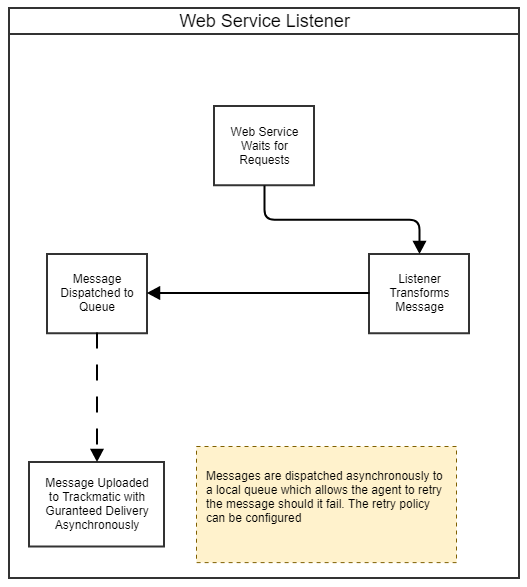 Web Service Listener
Web Service
Waits for
Requests
Message
Dispatched to
Queue
Listener
Transforms
Message
Message Uploaded
to Trackmatic with
Guranteed Delivery
Asynchronously
Messages are dispatched asynchronously to
a local queue which allows the agent to retry
the message should it fail. The retry policy
can be configured